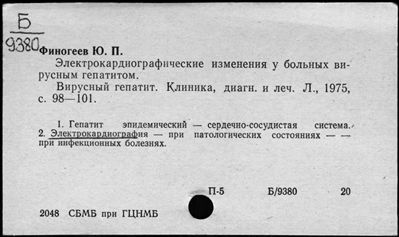 Б
9380
Финогеев Ю. П.
Электрокардиографические изменения у больных ви-
русным гепатитом.
Вирусный гепатит. Клиника, диагн. и леч. Л., 1975,
с. 98—101.
1. Гепатит эпидемический — сердечно-сосудистая система.
2. Электрокардиография — при патологических состояниях — —
при инфекционных болезнях.
П-5 Б/9380 20
2048 СБМБ при ГЦНМБ